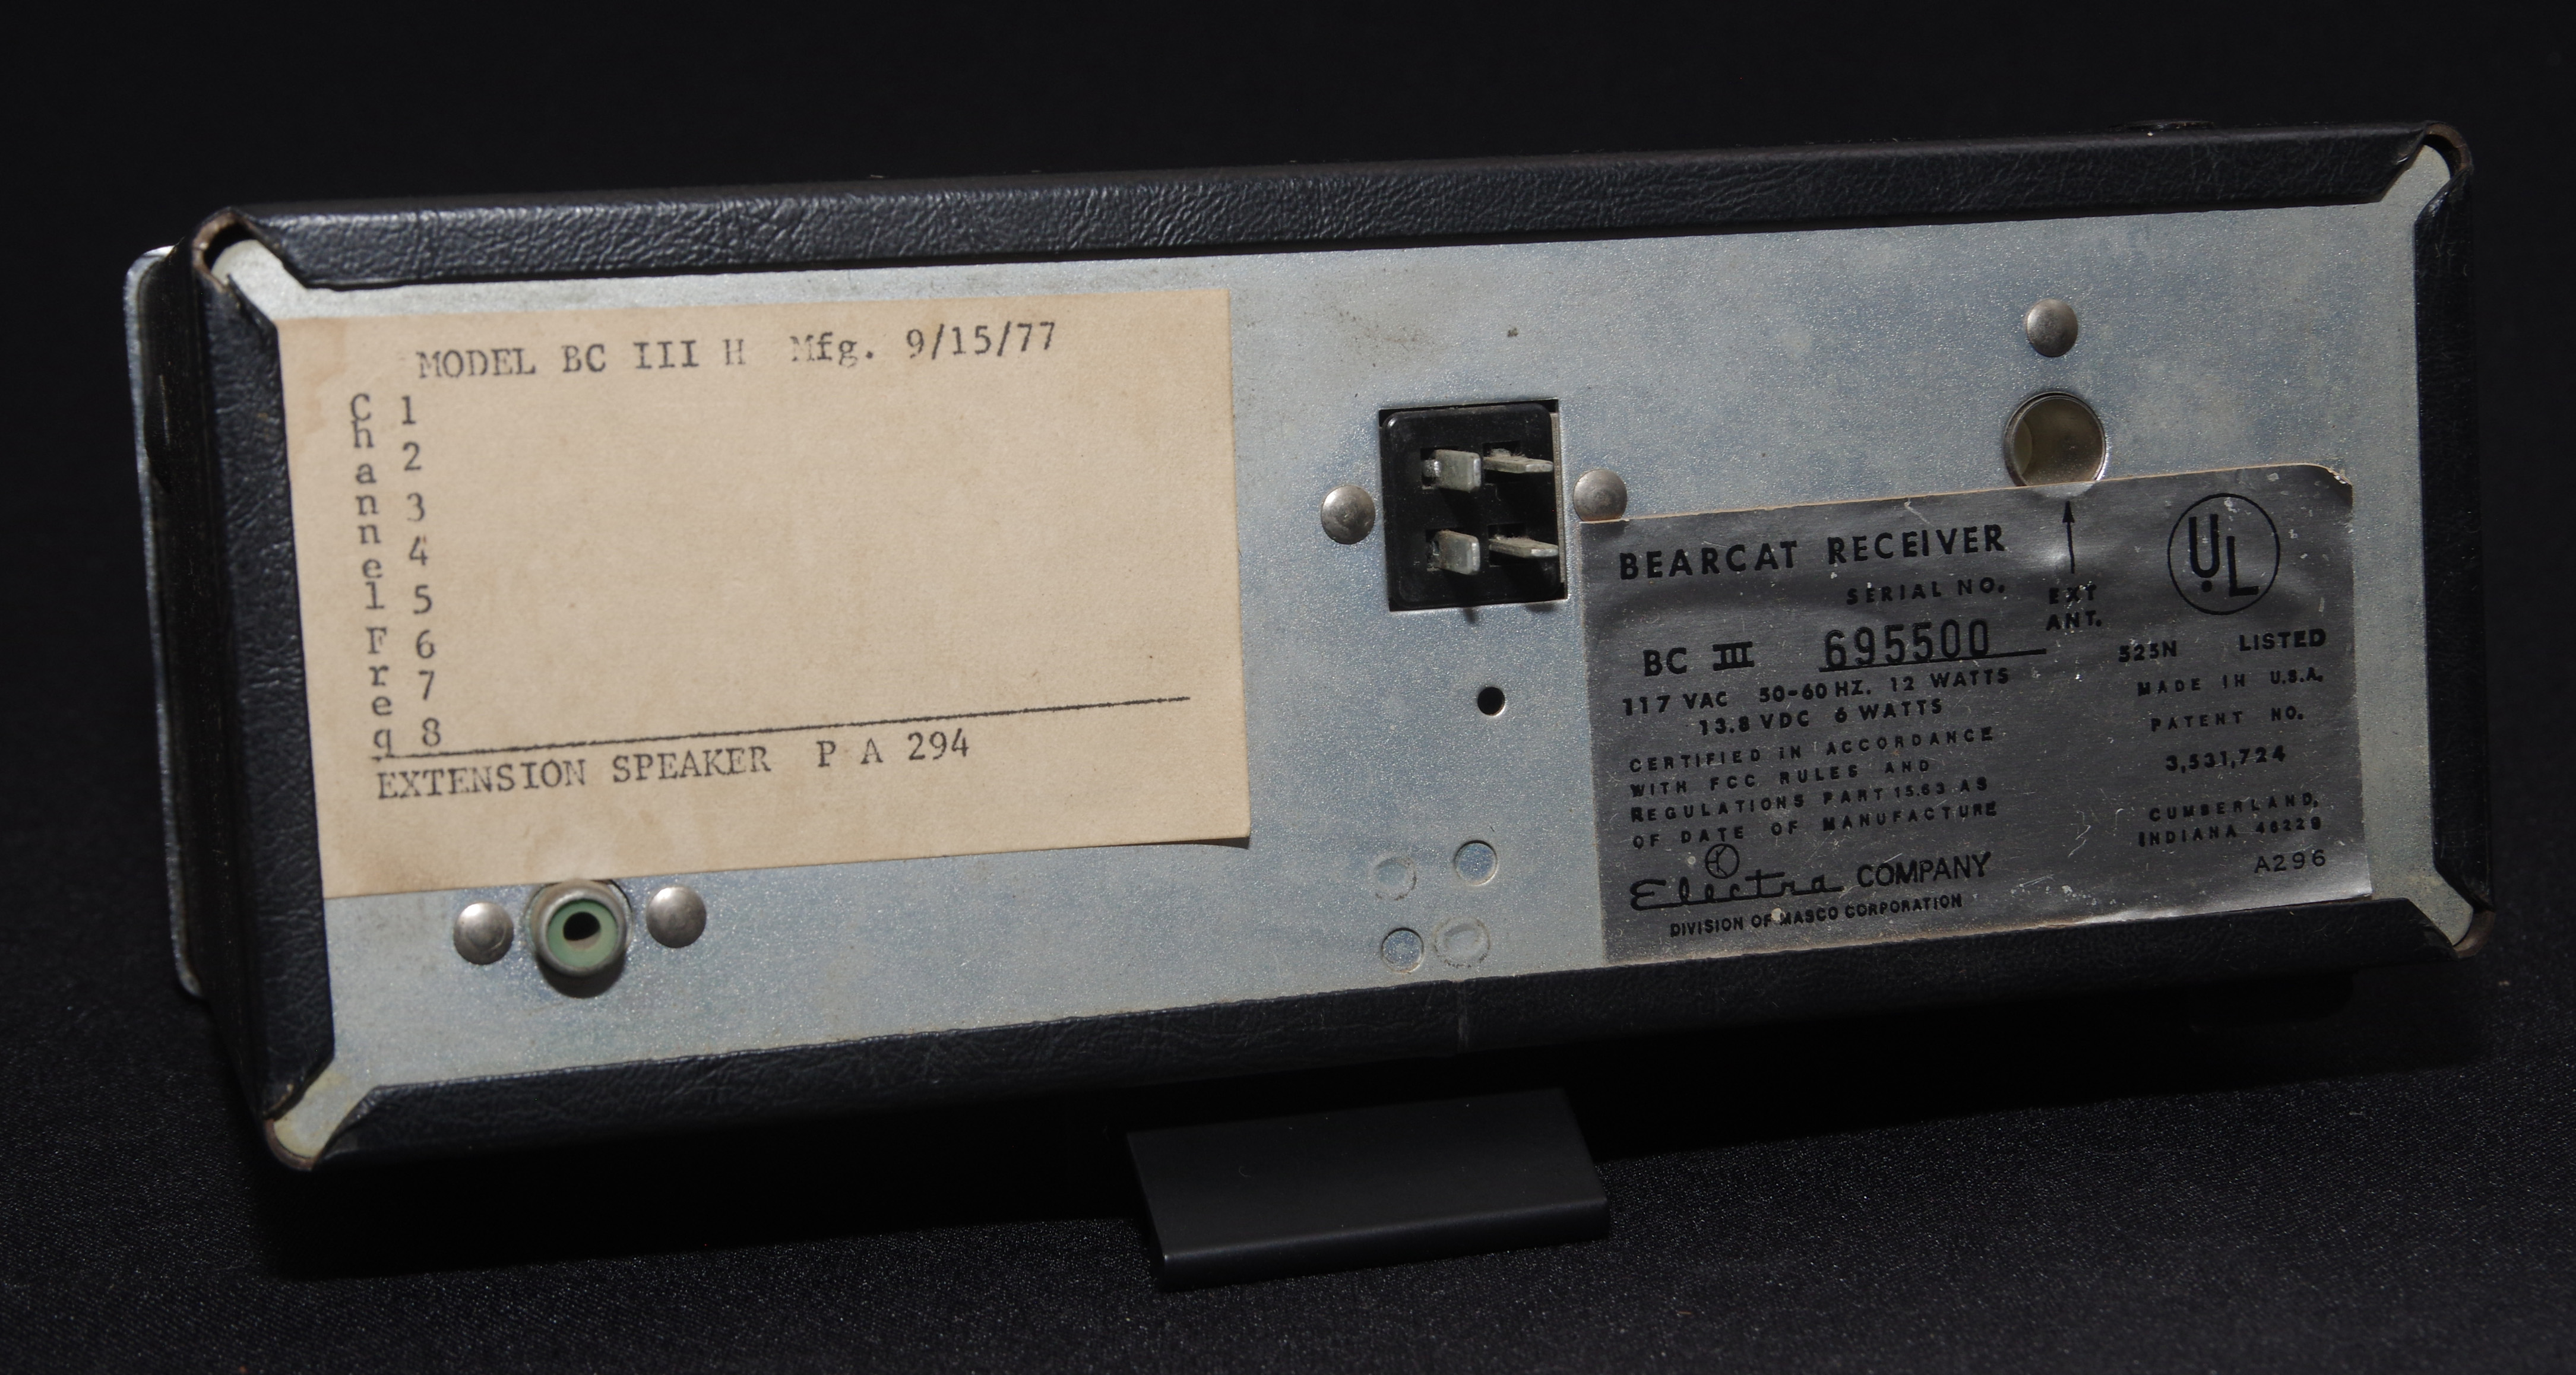 MODEL BC III H Mfg. 9/15/77
Channel Freq
1
2
3
4
5
6
7
8
EXTENSION SPEAKER P A 294
BEARCAT RECEIVER
SERIAL NO.
EXT
ANT.
BC III 695500
117 VAC 50-60 HZ. 12 WATTS
13.8 VDC 6 WATTS
CERTIFIED IN ACCORDANCE
WITH FCC RULES AND
REGULATIONS PART 15.63 AS
OF DATE OF MANUFACTURE
Electra COMPANY
DIVISION OF MASCO CORPORATION
UL
525N LISTED
MADE IN U.S.A.
PATENT NO.
3,531,724
CUMBERLAND,
INDIANA 46229
A296